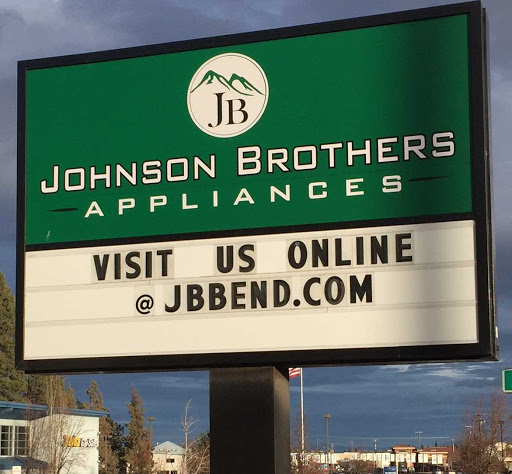 JB
JOHNSON BROTHERS
APPLIANCES
VISIT US ONLINE
@ JBBEND.COM